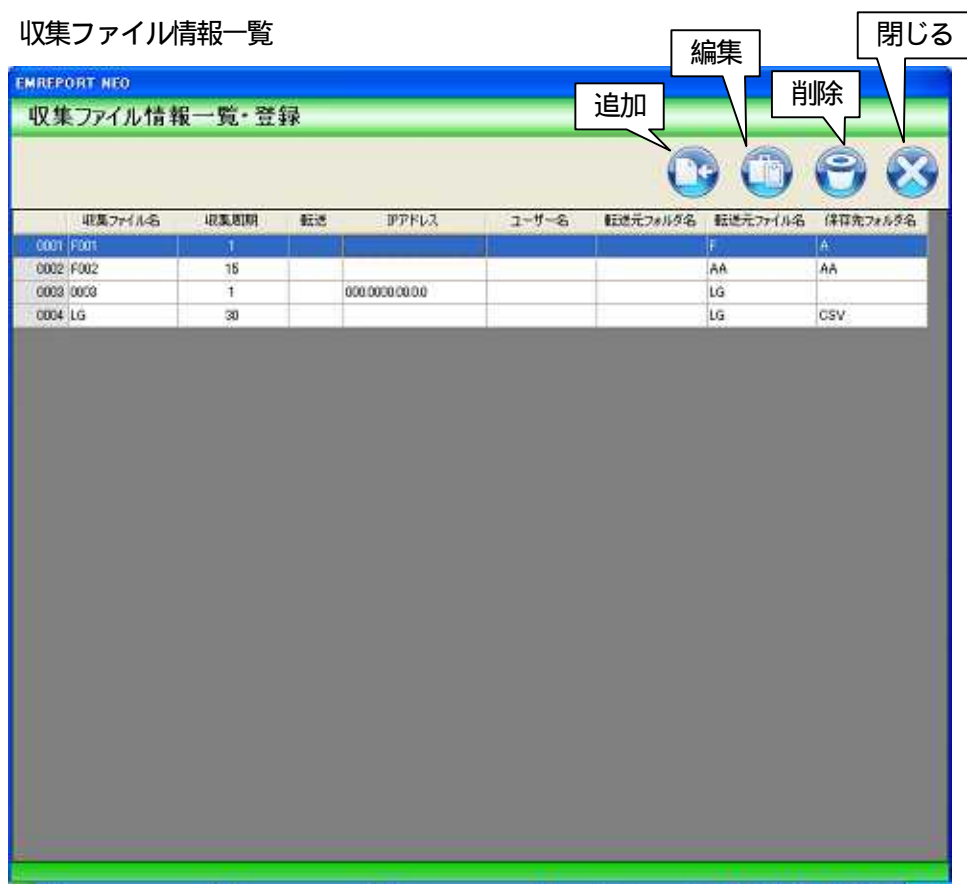 収集ファイル情報一覧
閉じる
編集
削除
追加
EMREPORT NEO
収集ファイル情報一覧・登録
収集ファイル名 収集周期 転送 IPアドレス ユーザー名 転送元フォルダ名 転送元ファイル名 保存先フォルダ名
0001 F001 1 F A
0002 F002 15 AA AA
0003 0003 1 LG
0004 LG 30 LG CSV